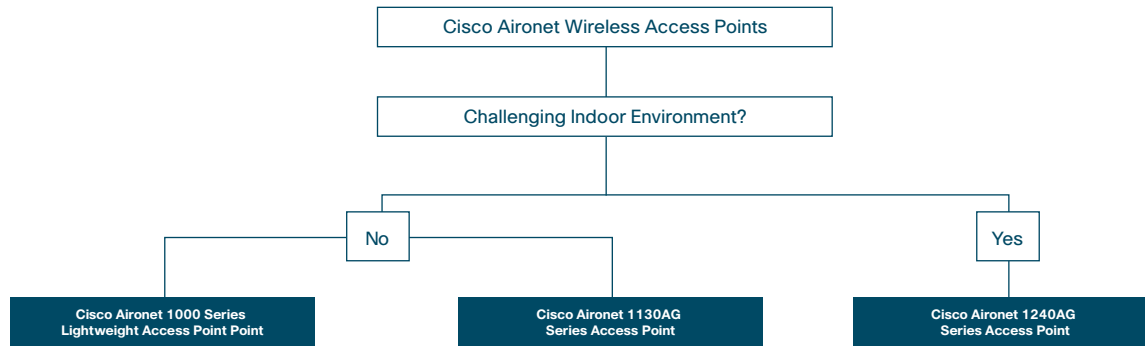 Cisco Aironet Wireless Access Points
Challenging Indoor Environment?
No
Yes
Cisco Aironet 1000 Series
Lightweight Access Point Point
Cisco Aironet 1130AG
Series Access Point
Cisco Aironet 1240AG
Series Access Point